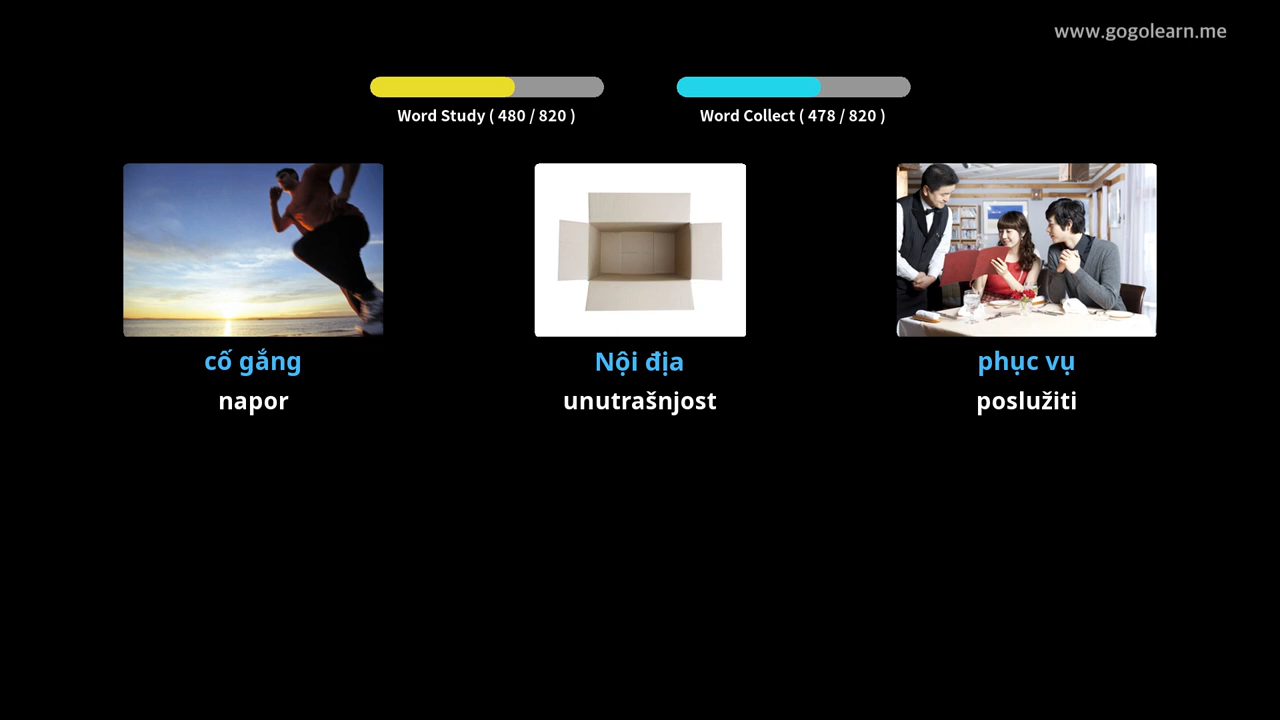 www.gogolearn.me
Word Study ( 480 / 820 )
Word Collect ( 478 / 820 )
cố gắng
Nội địa
phục vụ
napor
unutrašnjost
poslužiti